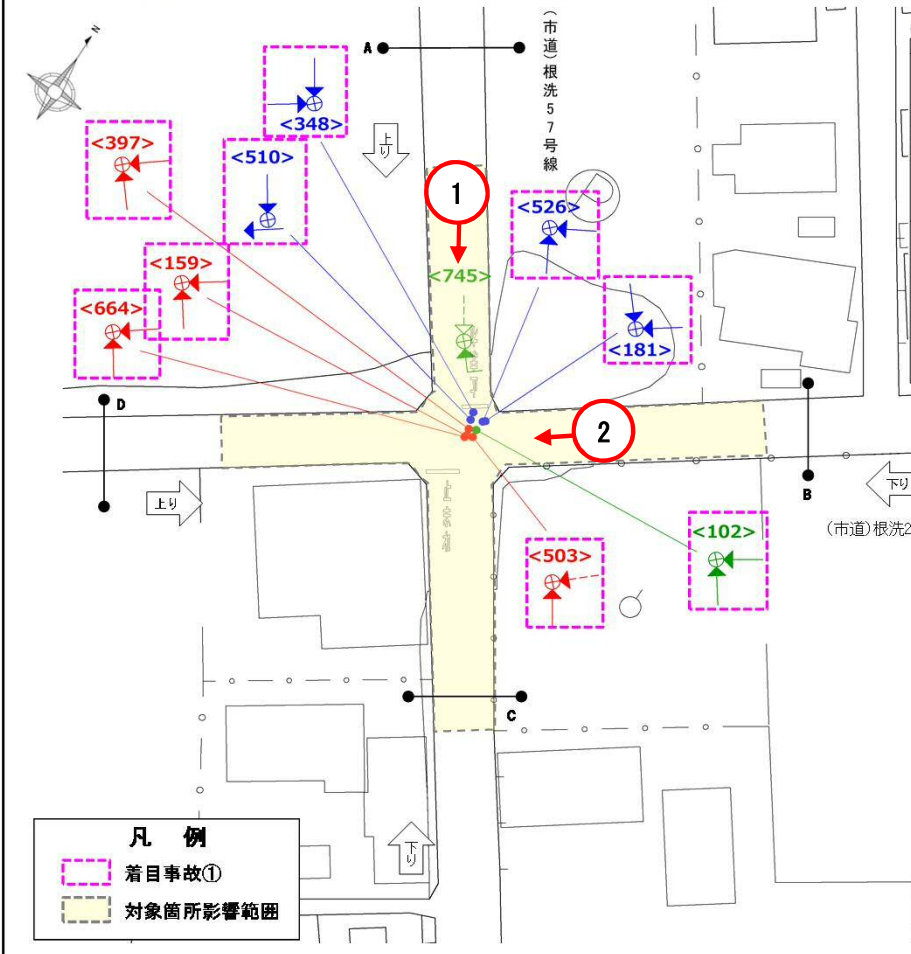 N
A
(市道)根洗57号線
上り
1
<348>
<397>
<510>
<526>
<745>
<159>
<664>
<181>
D
2
B
上り
下り
(市道)根洗2
<102>
<503>
C
下り
凡 例
着目事故①
対象箇所影響範囲